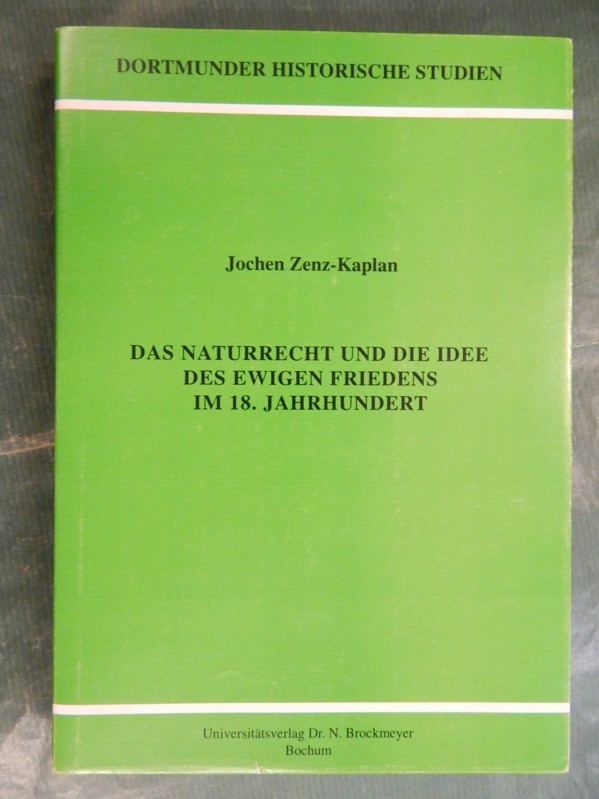 DORTMUNDER HISTORISCHE STUDIEN
Jochen Zenz-Kaplan
DAS NATURRECHT UND DIE IDEE
DES EWIGEN FRIEDENS
IM 18. JAHRHUNDERT
Universitätsverlag Dr. N. Brockmeyer
Bochum